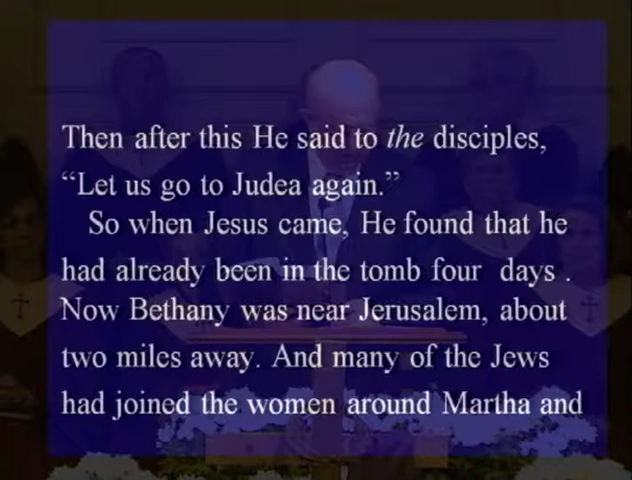 Then after this He said to the disciples,
“Let us go to Judea again.”
So when Jesus came, He found that he
had already been in the tomb four days .
Now Bethany was near Jerusalem, about
two miles away. And many of the Jews
had joined the women around Martha and